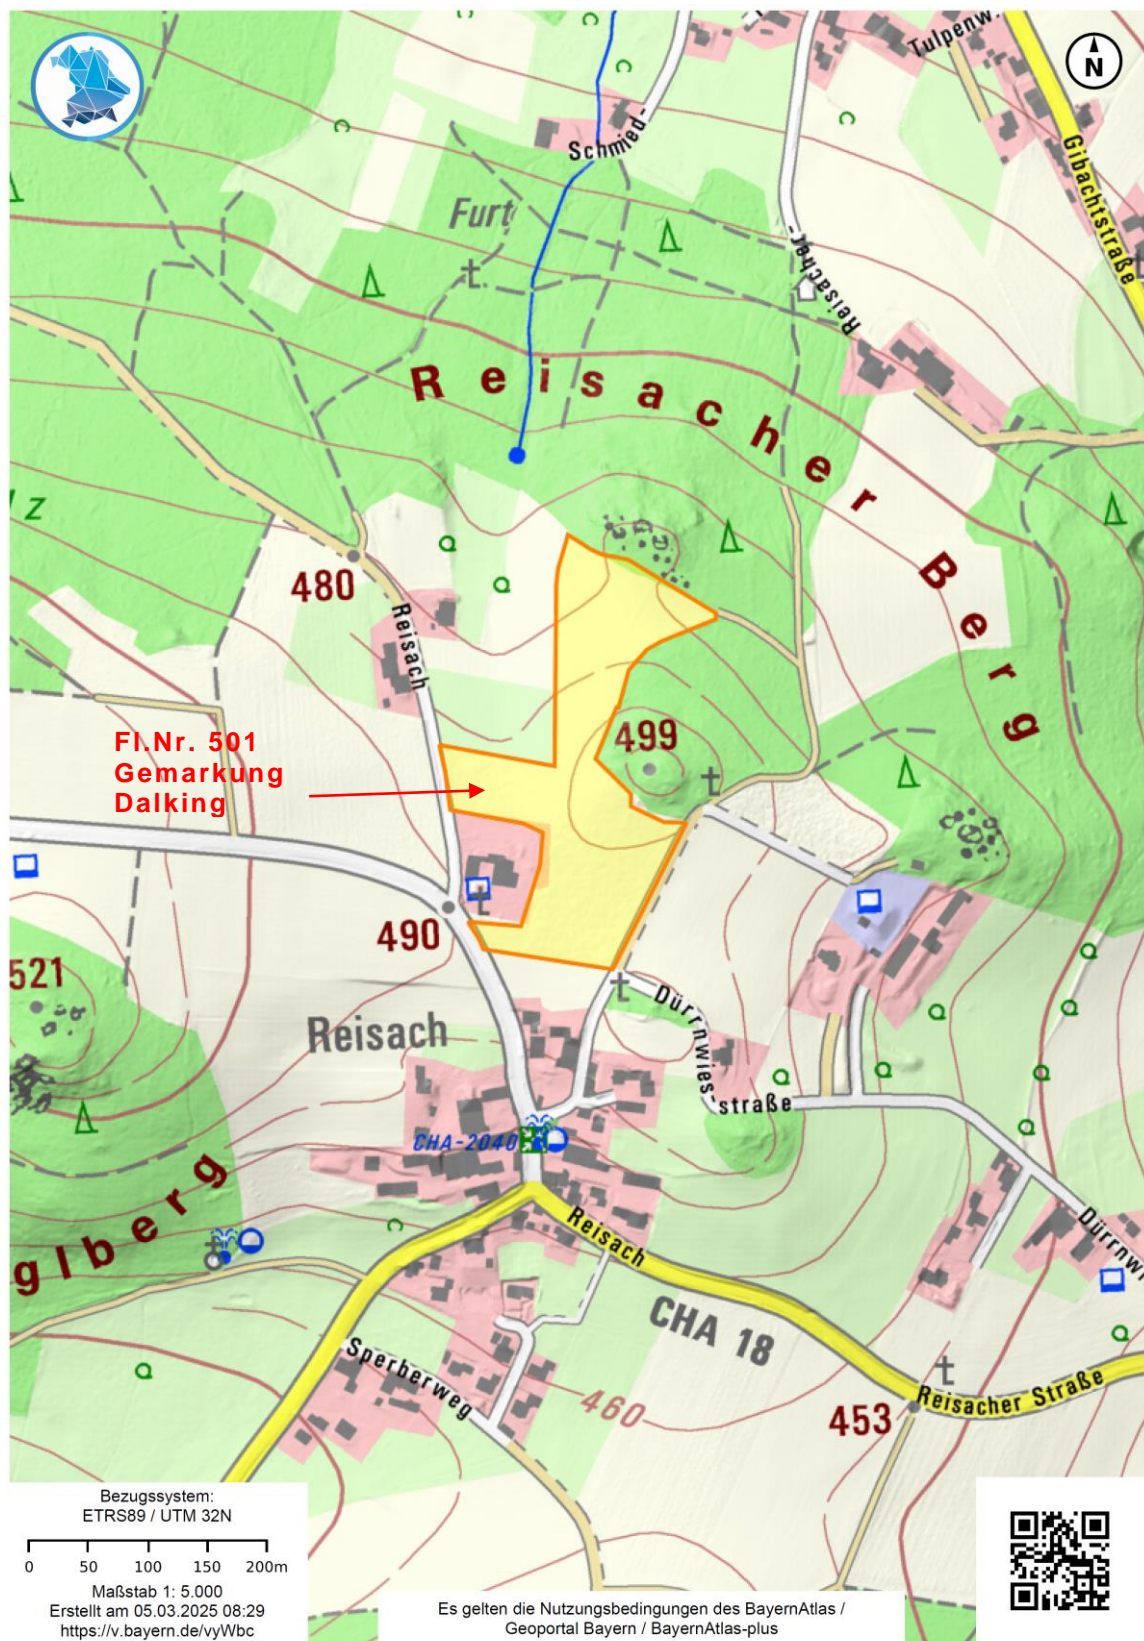 Tulpenw.
N
Schmied-
Gibachtstraße
Furt
Reisacher-
Reisacher Berg
lz
480
Reisach
499
Fl.Nr. 501
Gemarkung
Dalking
490
521
Reisach
Dürrnwies-
straße
CHA-2040
glberg
Reisach
Dürrnwi
CHA 18
Sperberweg
460
Reisacher Straße
453
Bezugssystem:
ETRS89 / UTM 32N
0 50 100 150 200m
Maßstab 1: 5.000
Erstellt am 05.03.2025 08:29
https://v.bayern.de/vyWbc
Es gelten die Nutzungsbedingungen des BayernAtlas /
Geoportal Bayern / BayernAtlas-plus